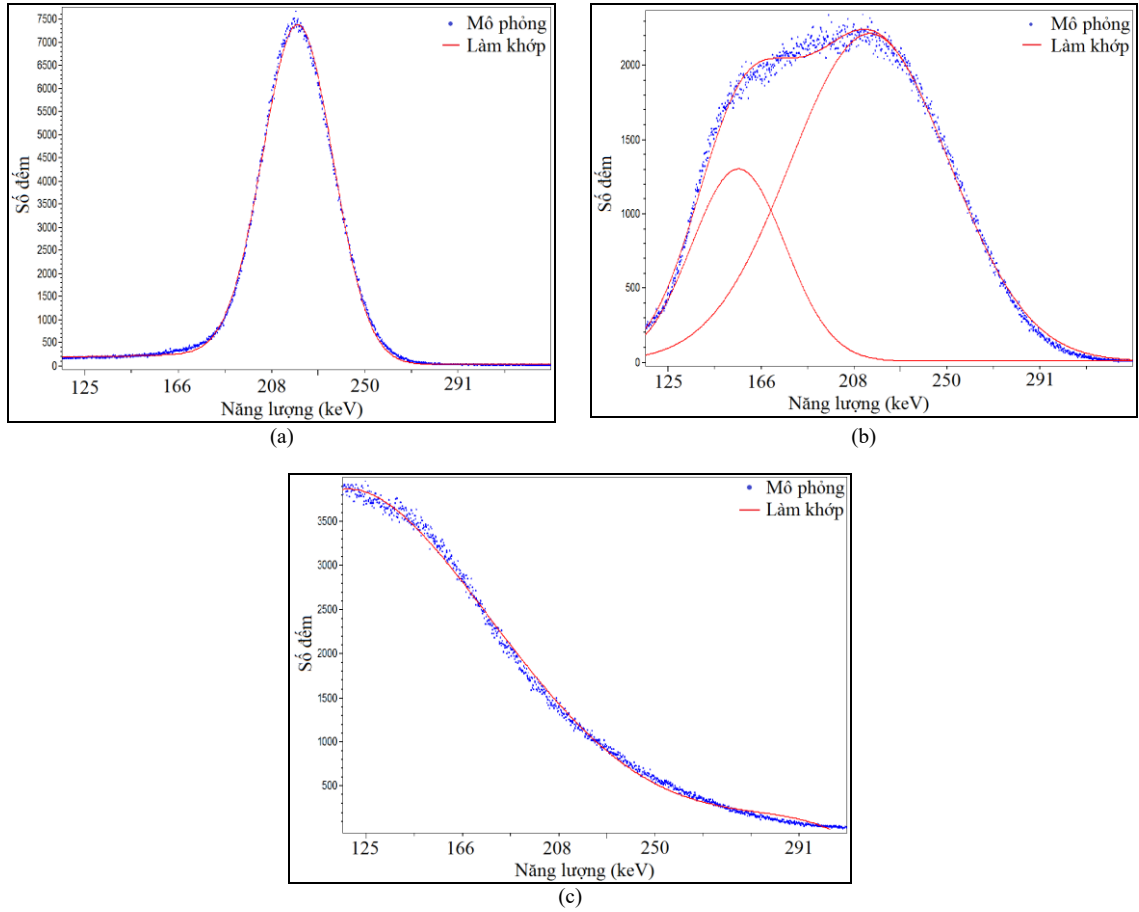 7500
7000
6500
6000
5500
5000
4500
4000
3500
3000
2500
2000
1500
1000
500
0
Số đếm
Mô phỏng
Làm khớp
125 166 208 250 291
Năng lượng (keV)
(a)
2000
1500
1000
500
0
Số đếm
Mô phỏng
Làm khớp
125 166 208 250 291
Năng lượng (keV)
(b)
3500
3000
2500
2000
1500
1000
500
Số đếm
Mô phỏng
Làm khớp
125 166 208 250 291
Năng lượng (keV)
(c)